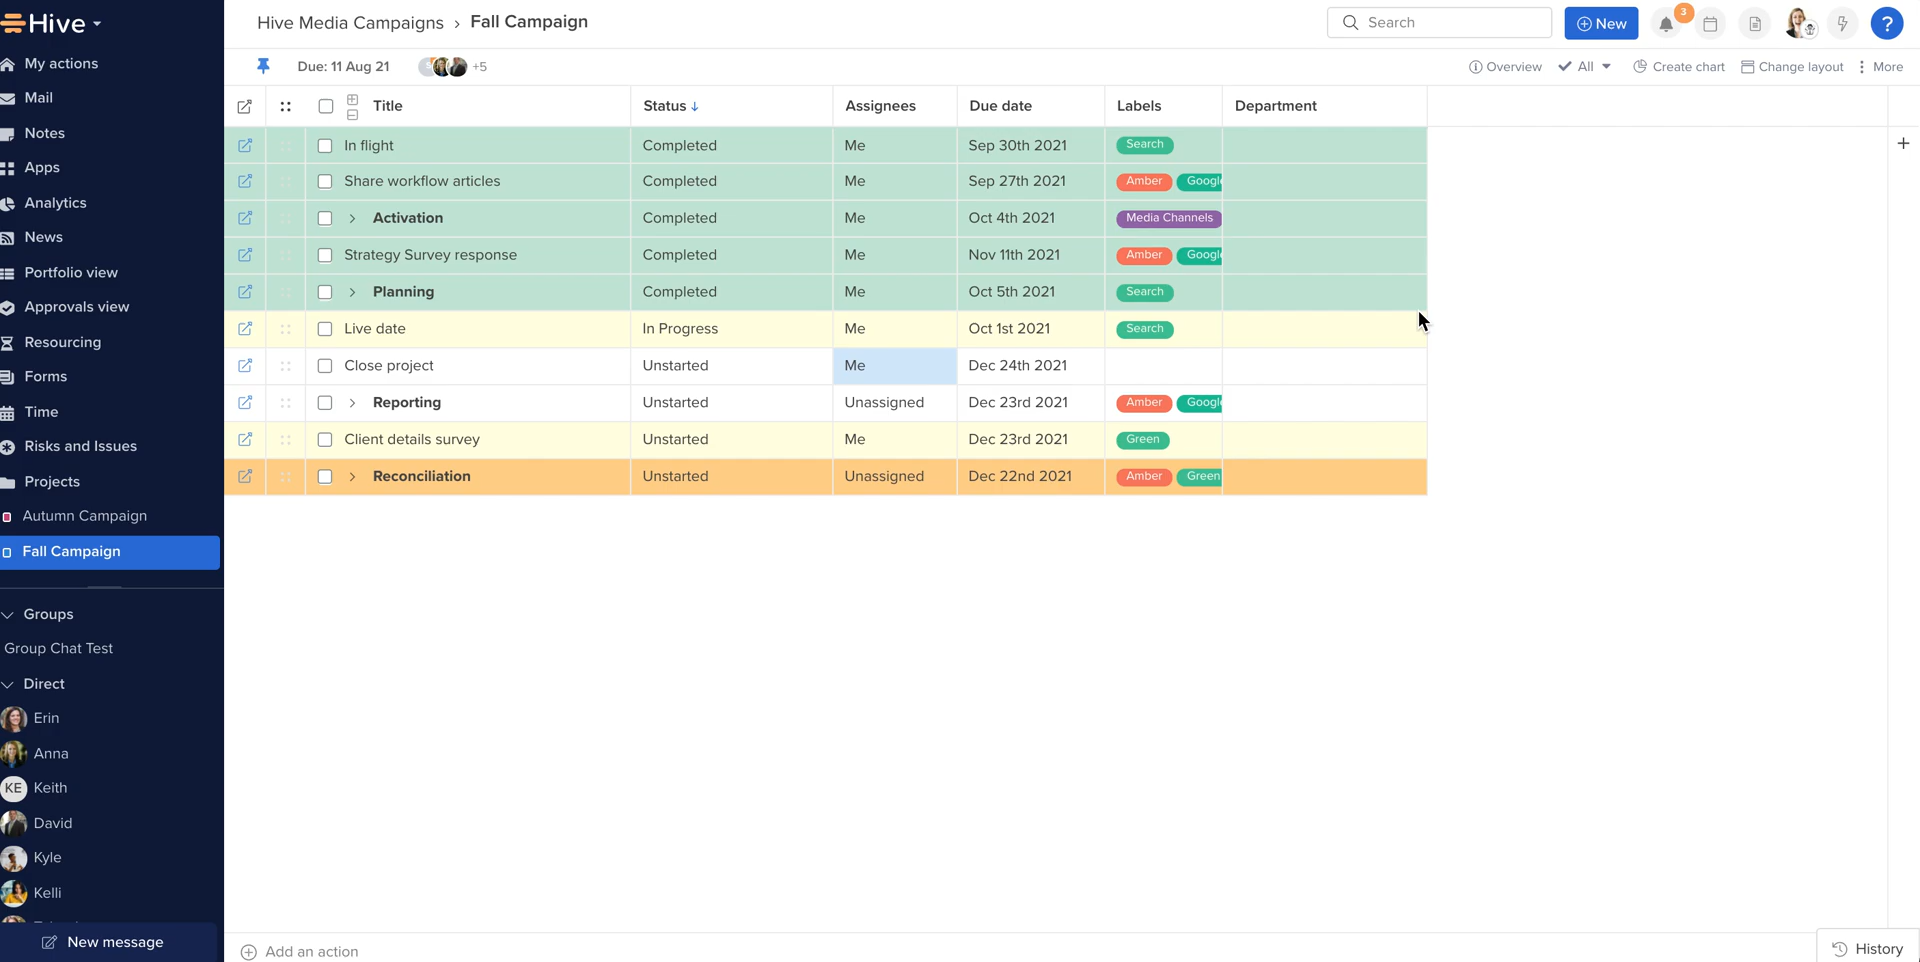 Hive
Hive Media Campaigns › Fall Campaign
Search
New
3
?
Due: 11 Aug 21
+5
Overview
All
Create chart
Change layout
More
My actions
Mail
Notes
Apps
Analytics
News
Portfolio view
Approvals view
Resourcing
Forms
Time
Risks and Issues
Projects
Autumn Campaign
Fall Campaign
Groups
Group Chat Test
Direct
Erin
Anna
KE Keith
David
Kyle
Kelli
New message
Title Status ↓ Assignees Due date Labels Department
In flight Completed Me Sep 30th 2021 Search
Share workflow articles Completed Me Sep 27th 2021 Amber Googl
Activation Completed Me Oct 4th 2021 Media Channels
Strategy Survey response Completed Me Nov 11th 2021 Amber Googl
Planning Completed Me Oct 5th 2021 Search
Live date In Progress Me Oct 1st 2021 Search
Close project Unstarted Me Dec 24th 2021
Reporting Unstarted Unassigned Dec 23rd 2021 Amber Googl
Client details survey Unstarted Me Dec 23rd 2021 Green
Reconciliation Unstarted Unassigned Dec 22nd 2021 Amber Green
Add an action
History